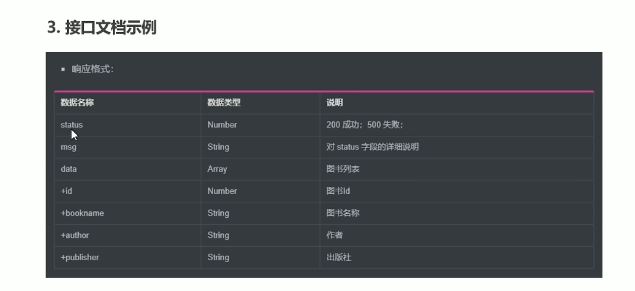 3. 接口文档示例
响应格式：
数据名称 数据类型 说明
status Number 200 成功；500 失败；
msg String 对 status 字段的详细说明
data Array 图书列表
+id Number 图书Id
+bookname String 图书名称
+author String 作者
+publisher String 出版社